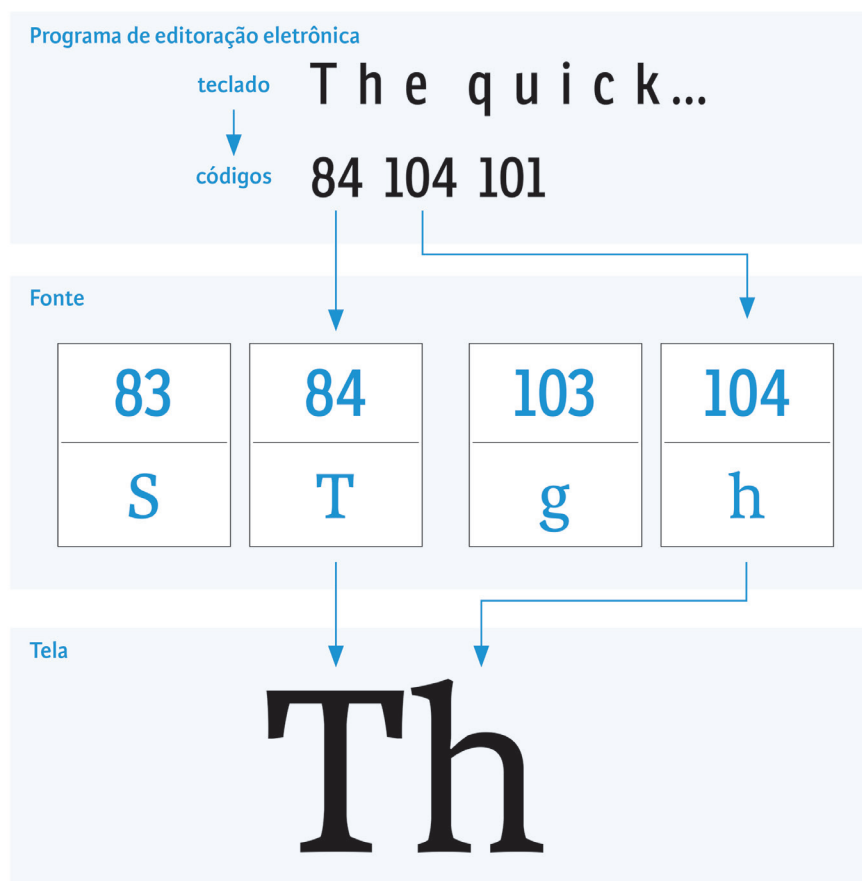 Programa de editoração eletrônica
teclado T h e q u i c k ...
códigos 84 104 101
Fonte
83 84 103 104
S T g h
Tela
Th